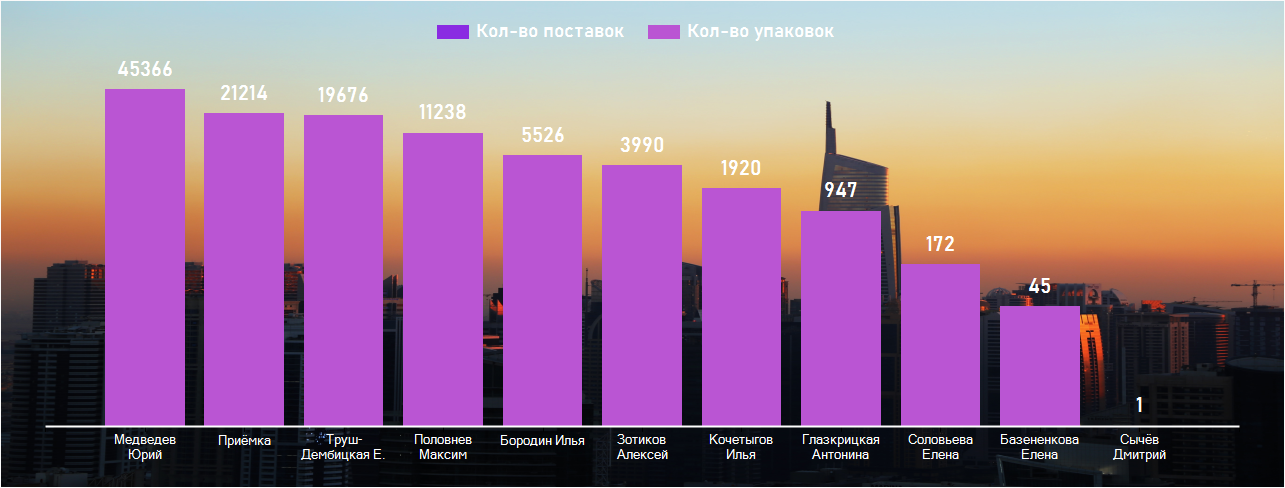 Кол-во поставок Кол-во упаковок
45366
21214
19676
11238
5526
3990
1920
947
172
45
1
Медведев
Юрий
Приёмка
Труш-
Дембицкая Е.
Половнев
Максим
Бородин Илья
Зотиков
Алексей
Кочетыгов
Илья
Глазкрицкая
Антонина
Соловьева
Елена
Базененкова
Елена
Сычёв
Дмитрий